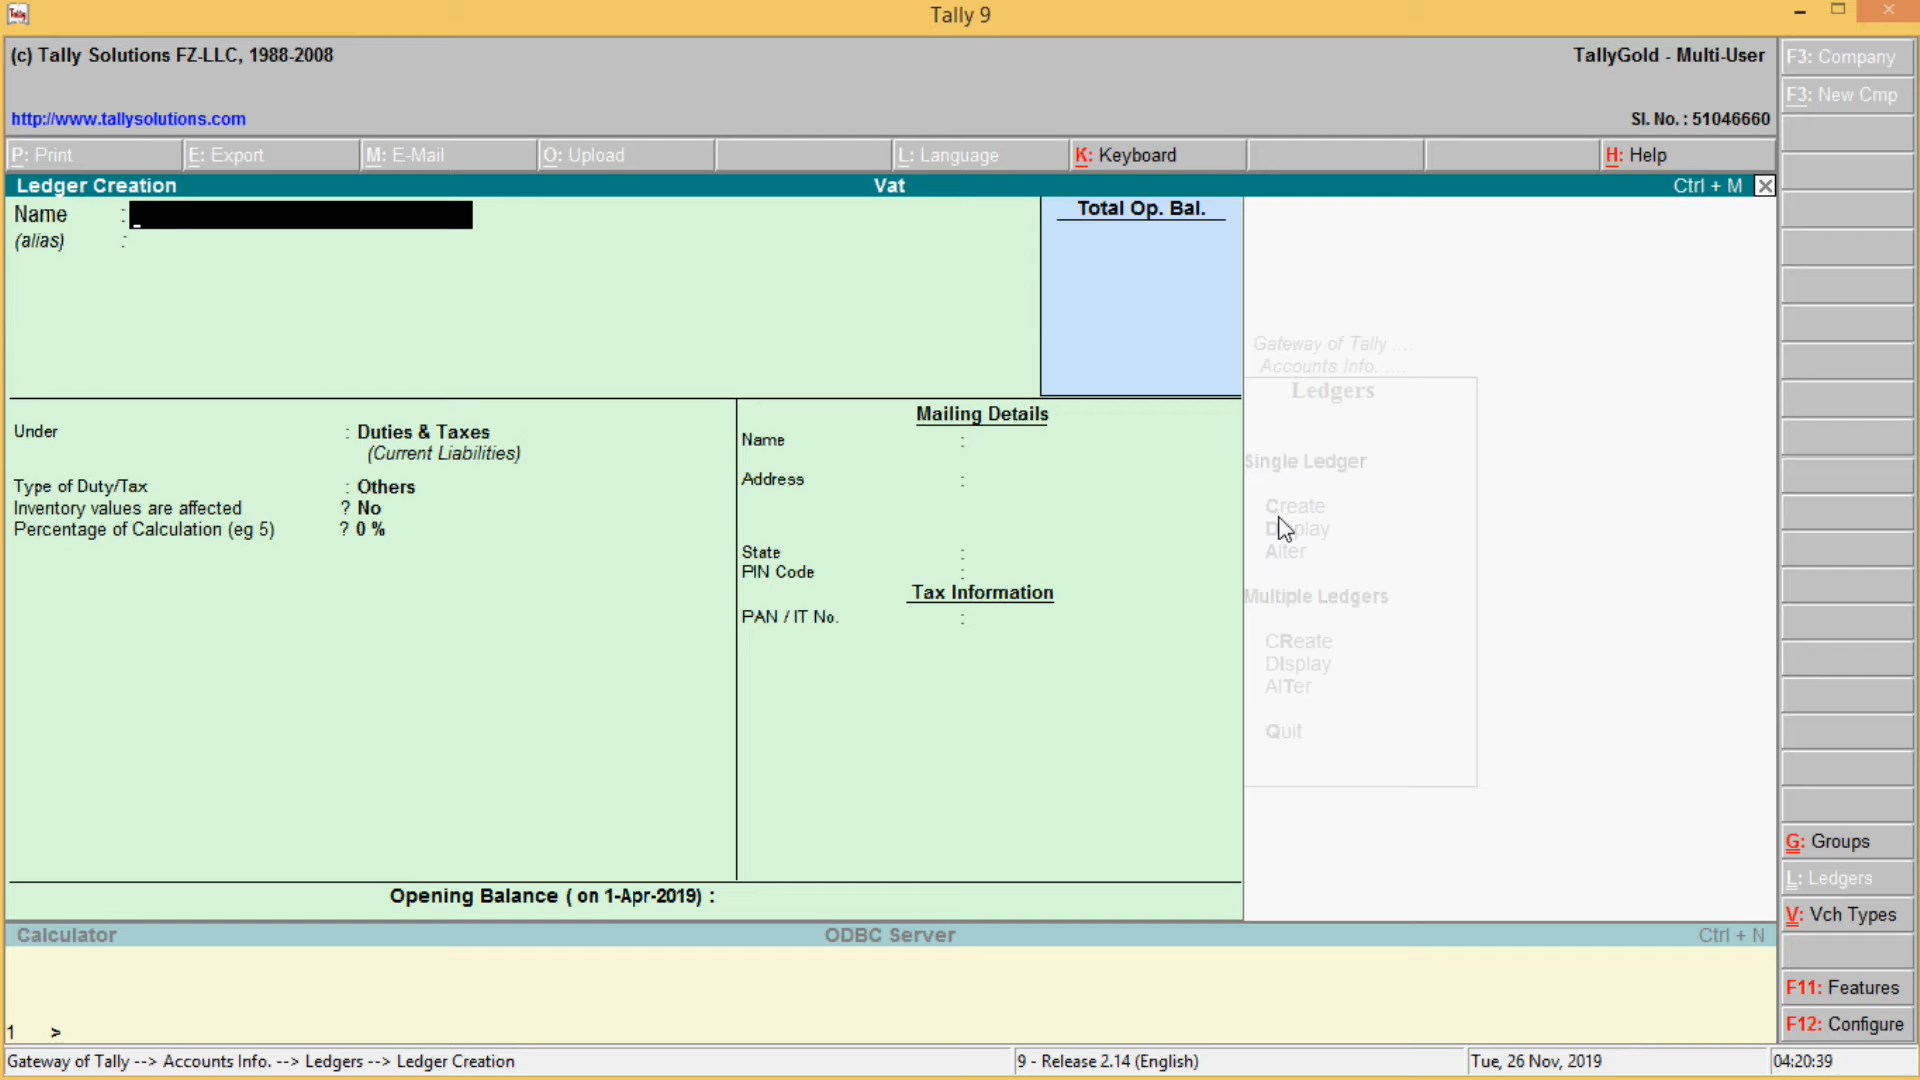 Tally 9
(c) Tally Solutions FZ-LLC, 1988-2008
TallyGold - Multi-User
http://www.tallysolutions.com
Sl. No. : 51046660
P: Print
E: Export
M: E-Mail
O: Upload
L: Language
K: Keyboard
H: Help
Ledger Creation
Vat
Ctrl + M
Name :
(alias) :
Total Op. Bal.
Under : Duties & Taxes
(Current Liabilities)
Type of Duty/Tax : Others
Inventory values are affected ? No
Percentage of Calculation (eg 5) ? 0 %
Mailing Details
Name :
Address :
State :
PIN Code :
Tax Information
PAN / IT No. :
Opening Balance ( on 1-Apr-2019) :
Gateway of Tally ....
Accounts Info. ....
Ledgers
Single Ledger
Create
Display
Alter
Multiple Ledgers
CReate
DIsplay
AlTer
Quit
F3: Company
F3: New Cmp
G: Groups
L: Ledgers
V: Vch Types
F11: Features
F12: Configure
Calculator
ODBC Server
Ctrl + N
1 >
Gateway of Tally --> Accounts Info. --> Ledgers --> Ledger Creation
9 - Release 2.14 (English)
Tue, 26 Nov, 2019
04:20:39